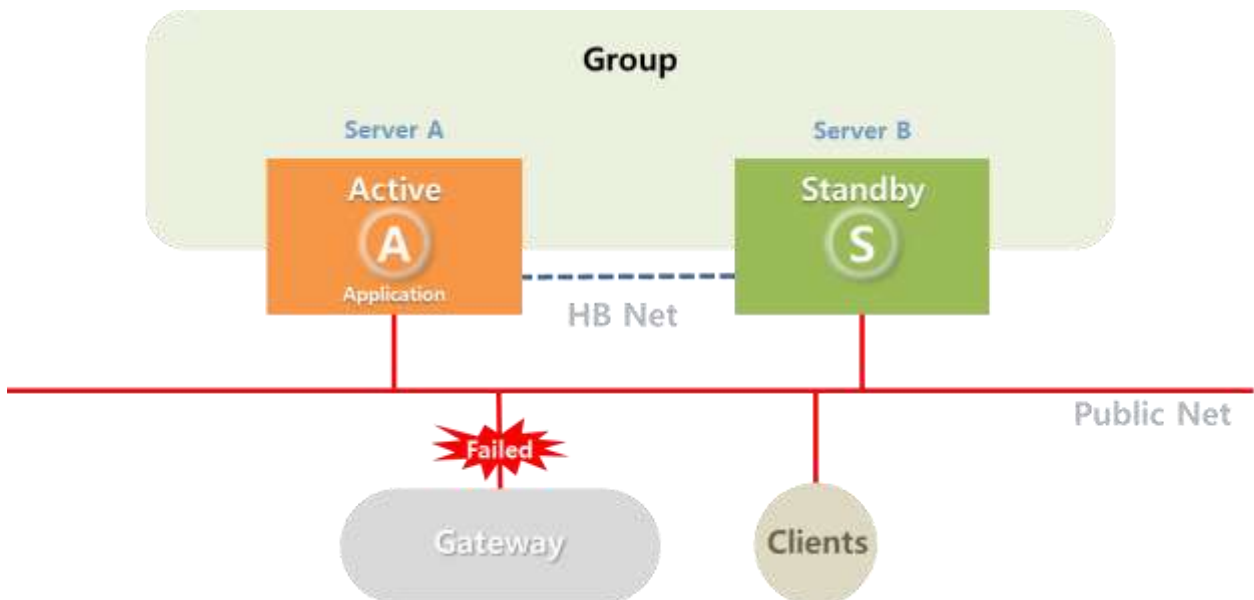 Group
Server A
Server B
Active
A
Application
Standby
S
HB Net
Public Net
Failed
Gateway
Clients